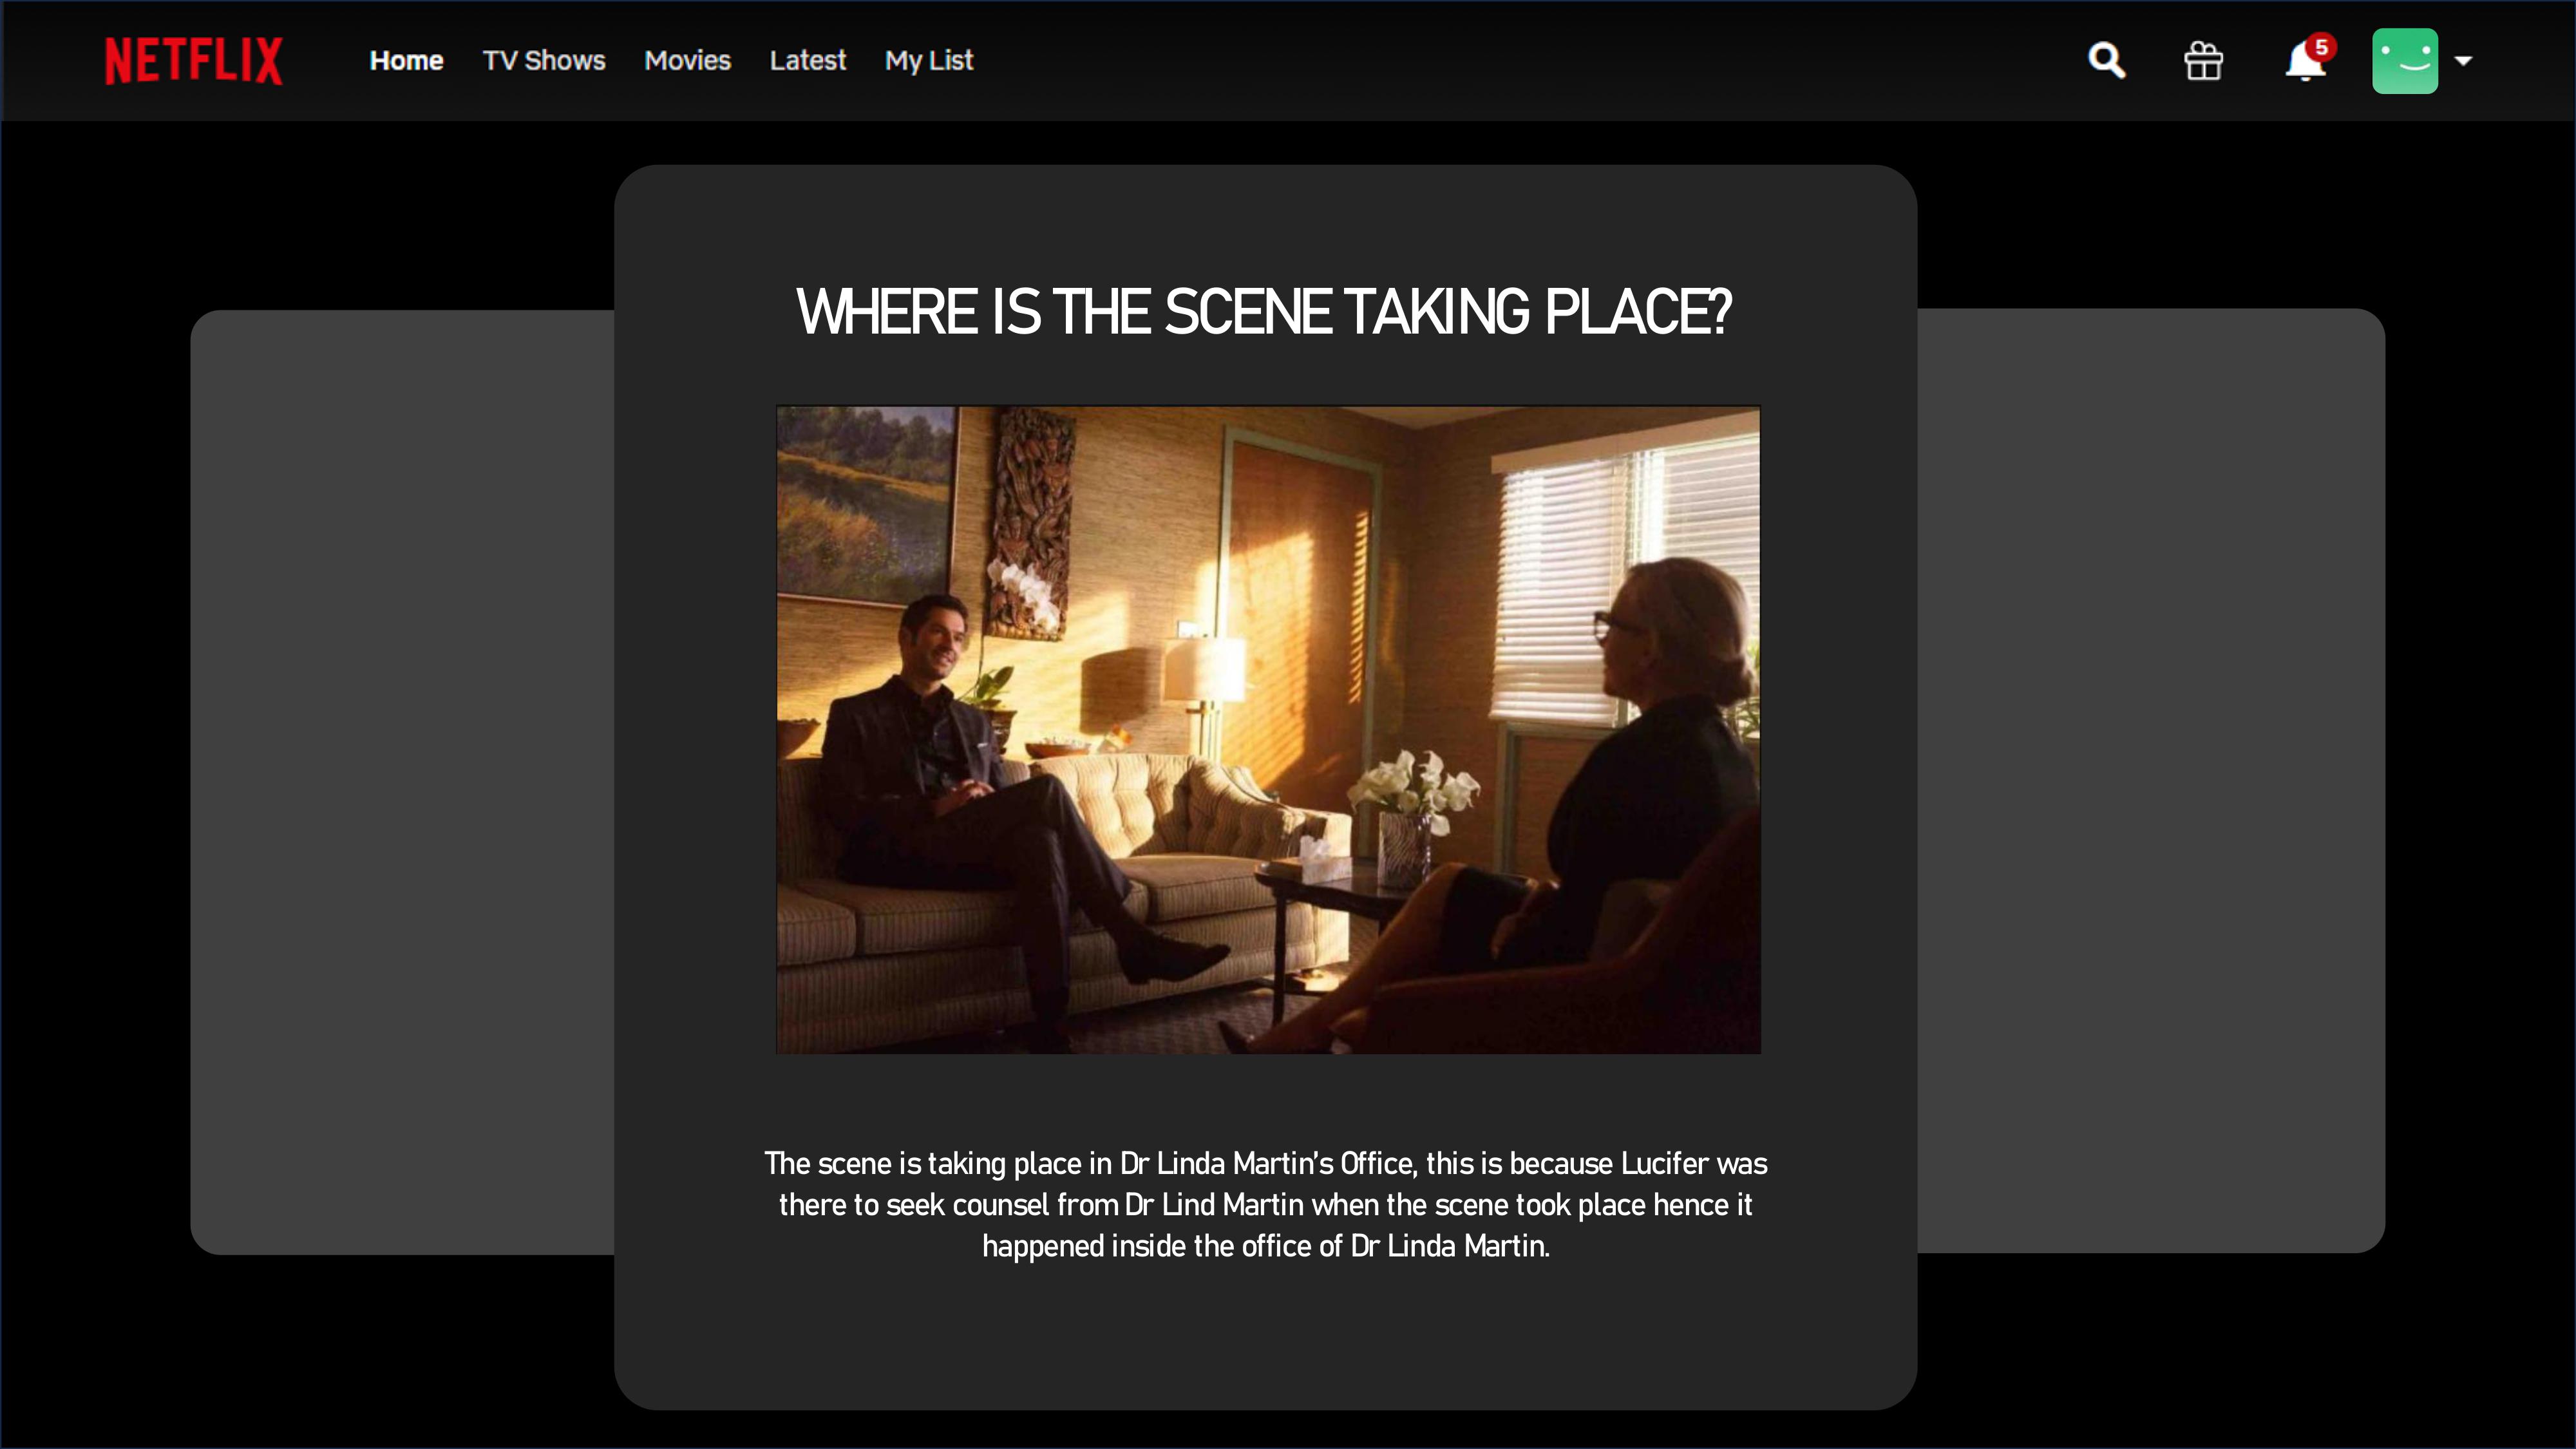 NETFLIX Home TV Shows Movies Latest My List 5
WHERE IS THE SCENE TAKING PLACE?
The scene is taking place in Dr Linda Martin's Office, this is because Lucifer was
there to seek counsel from Dr Lind Martin when the scene took place hence it
happened inside the office of Dr Linda Martin.